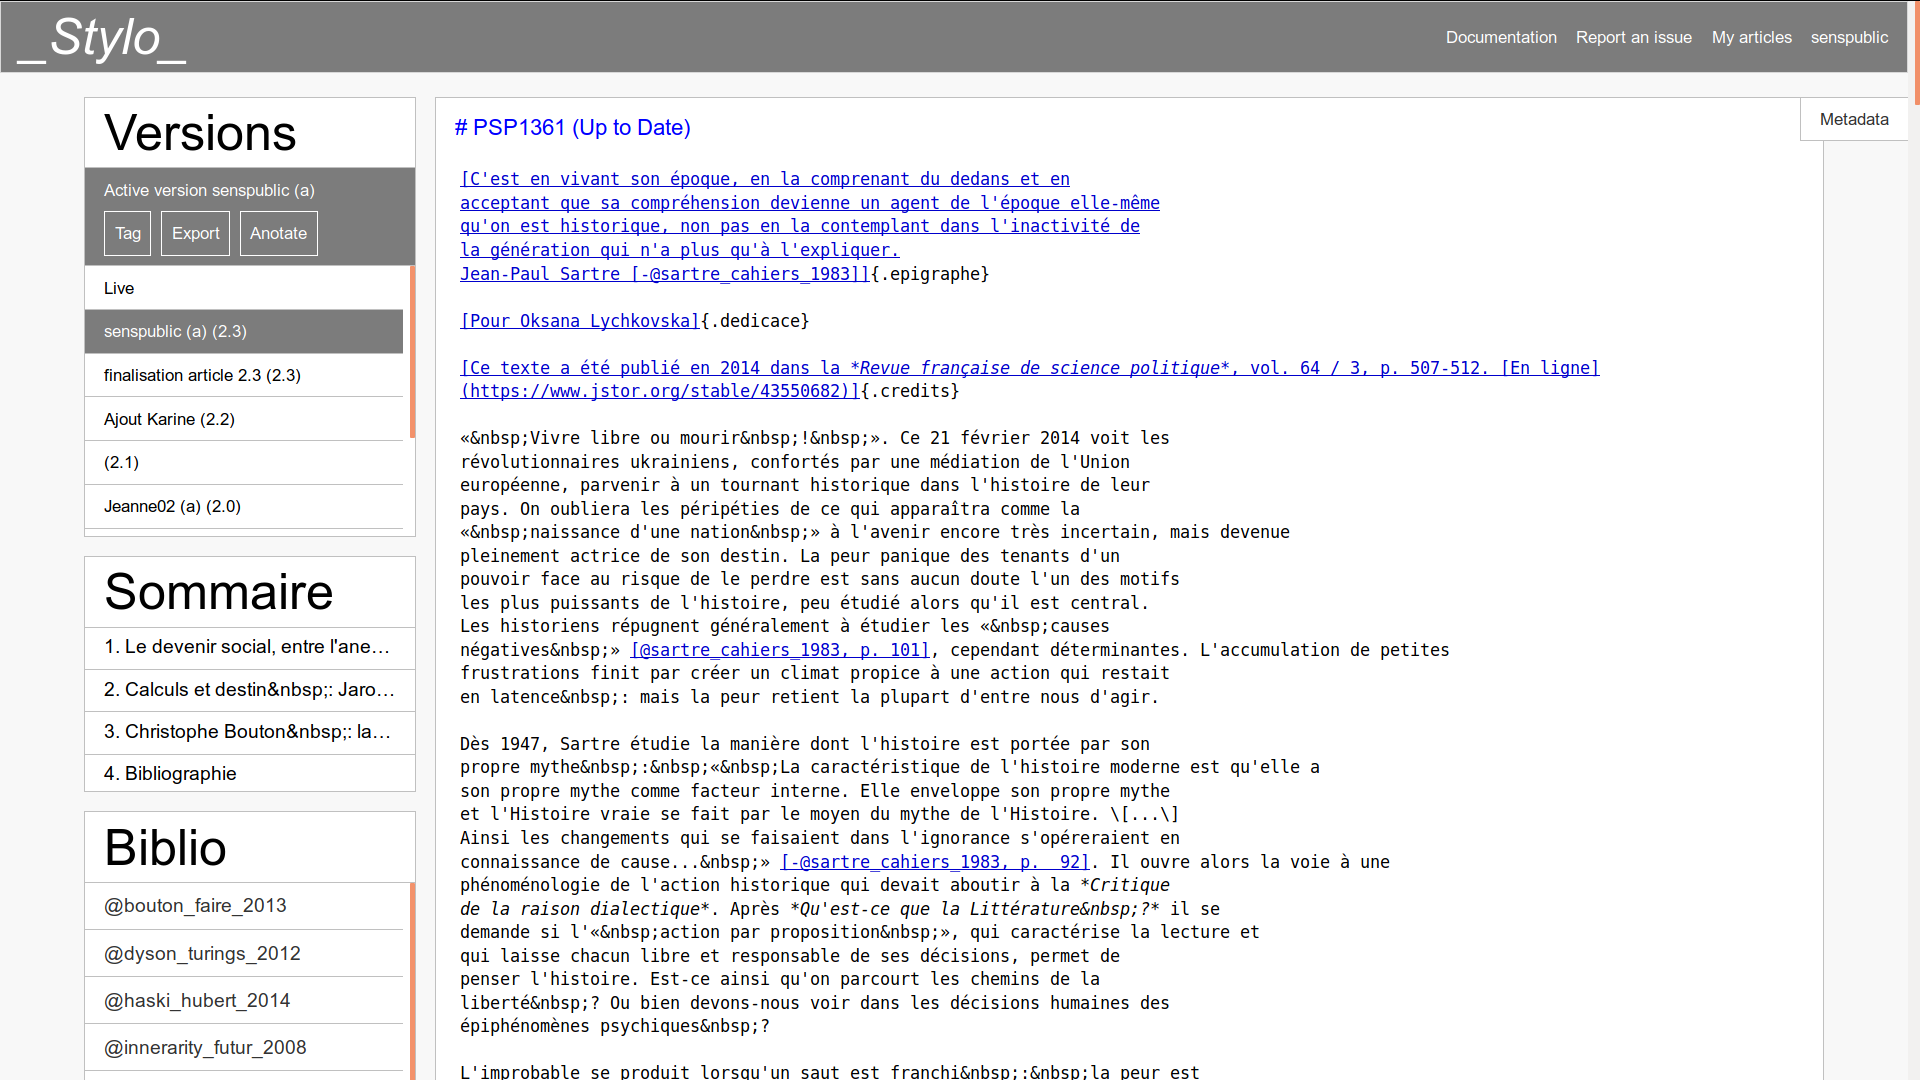 _Stylo_
Documentation Report an issue My articles senspublic
Versions
Active version senspublic (a)
Tag Export Anotate
Live
senspublic (a) (2.3)
finalisation article 2.3 (2.3)
Ajout Karine (2.2)
(2.1)
Jeanne02 (a) (2.0)
Sommaire
1. Le devenir social, entre l'ane…
2. Calculs et destin&nbsp;: Jaro…
3. Christophe Bouton&nbsp;: la…
4. Bibliographie
Biblio
@bouton_faire_2013
@dyson_turings_2012
@haski_hubert_2014
@innerarity_futur_2008
Metadata
# PSP1361 (Up to Date)
[C'est en vivant son époque, en la comprenant du dedans et en
acceptant que sa compréhension devienne un agent de l'époque elle-même
qu'on est historique, non pas en la contemplant dans l'inactivité de
la génération qui n'a plus qu'à l'expliquer.
Jean-Paul Sartre [-@sartre_cahiers_1983]]{.epigraphe}
[Pour Oksana Lychkovska]{.dedicace}
[Ce texte a été publié en 2014 dans la *Revue française de science politique*, vol. 64 / 3, p. 507-512. [En ligne]
(https://www.jstor.org/stable/43550682)]{.credits}
«&nbsp;Vivre libre ou mourir&nbsp;!&nbsp;». Ce 21 février 2014 voit les
révolutionnaires ukrainiens, confortés par une médiation de l'Union
européenne, parvenir à un tournant historique dans l'histoire de leur
pays. On oubliera les péripéties de ce qui apparaîtra comme la
«&nbsp;naissance d'une nation&nbsp;» à l'avenir encore très incertain, mais devenue
pleinement actrice de son destin. La peur panique des tenants d'un
pouvoir face au risque de le perdre est sans aucun doute l'un des motifs
les plus puissants de l'histoire, peu étudié alors qu'il est central.
Les historiens répugnent généralement à étudier les «&nbsp;causes
négatives&nbsp;» [@sartre_cahiers_1983, p. 101], cependant déterminantes. L'accumulation de petites
frustrations finit par créer un climat propice à une action qui restait
en latence&nbsp;: mais la peur retient la plupart d'entre nous d'agir.
Dès 1947, Sartre étudie la manière dont l'histoire est portée par son
propre mythe&nbsp;:&nbsp;«&nbsp;La caractéristique de l'histoire moderne est qu'elle a
son propre mythe comme facteur interne. Elle enveloppe son propre mythe
et l'Histoire vraie se fait par le moyen du mythe de l'Histoire. \[...\]
Ainsi les changements qui se faisaient dans l'ignorance s'opéreraient en
connaissance de cause...&nbsp;» [-@sartre_cahiers_1983, p.  92]. Il ouvre alors la voie à une
phénoménologie de l'action historique qui devait aboutir à la *Critique
de la raison dialectique*. Après *Qu'est-ce que la Littérature&nbsp;?* il se
demande si l'«&nbsp;action par proposition&nbsp;», qui caractérise la lecture et
qui laisse chacun libre et responsable de ses décisions, permet de
penser l'histoire. Est-ce ainsi qu'on parcourt les chemins de la
liberté&nbsp;? Ou bien devons-nous voir dans les décisions humaines des
épiphénomènes psychiques&nbsp;?
L'improbable se produit lorsqu'un saut est franchi&nbsp;:&nbsp;la peur est